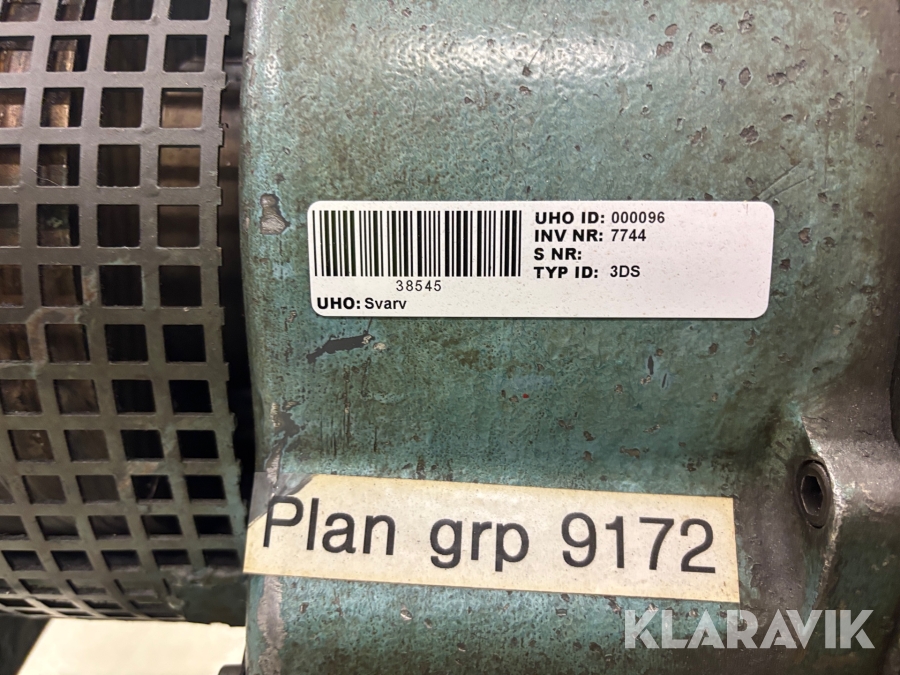 UHO ID: 000096
INV NR: 7744
S NR:
TYP ID: 3DS
38545
UHO: Svarv
Plan grp 9172
KLARAVIK